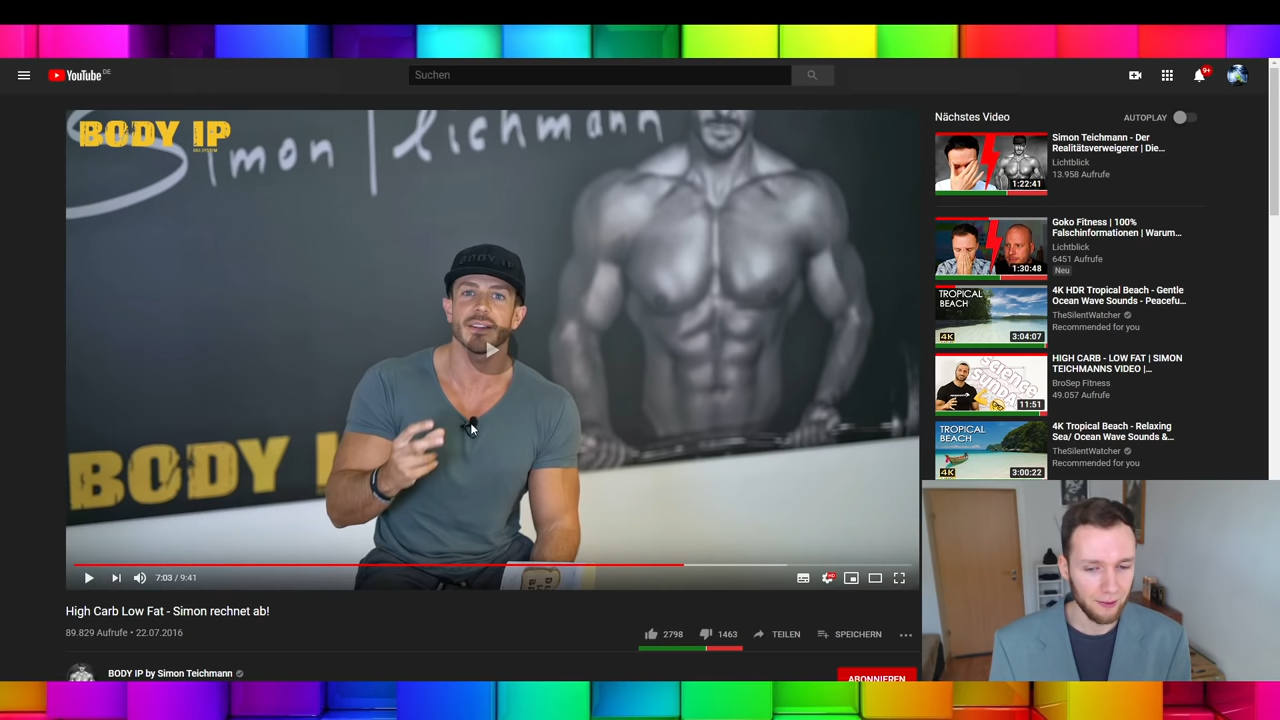 YouTube DE
Suchen
9+
BODY IP
Simon Teichmann
BODY I
7:03 / 9:41
HD
High Carb Low Fat - Simon rechnet ab!
89.829 Aufrufe • 22.07.2016
2798
1463
TEILEN
SPEICHERN
BODY IP by Simon Teichmann
ABONNIEREN
Nächstes Video
AUTOPLAY
1:22:41
Simon Teichmann - Der
Realitätsverweigerer | Die...
Lichtblick
13.958 Aufrufe
1:30:48
Goko Fitness | 100%
Falschinformationen | Warum...
Lichtblick
6451 Aufrufe
Neu
TROPICAL
BEACH
4K
3:04:07
4K HDR Tropical Beach - Gentle
Ocean Wave Sounds - Peacefu...
TheSilentWatcher
Recommended for you
SCIENCE
SUNDAY
11:51
HIGH CARB - LOW FAT | SIMON
TEICHMANNS VIDEO |...
BroSep Fitness
49.057 Aufrufe
TROPICAL
BEACH
4K
3:00:22
4K Tropical Beach - Relaxing
Sea/ Ocean Wave Sounds &...
TheSilentWatcher
Recommended for you